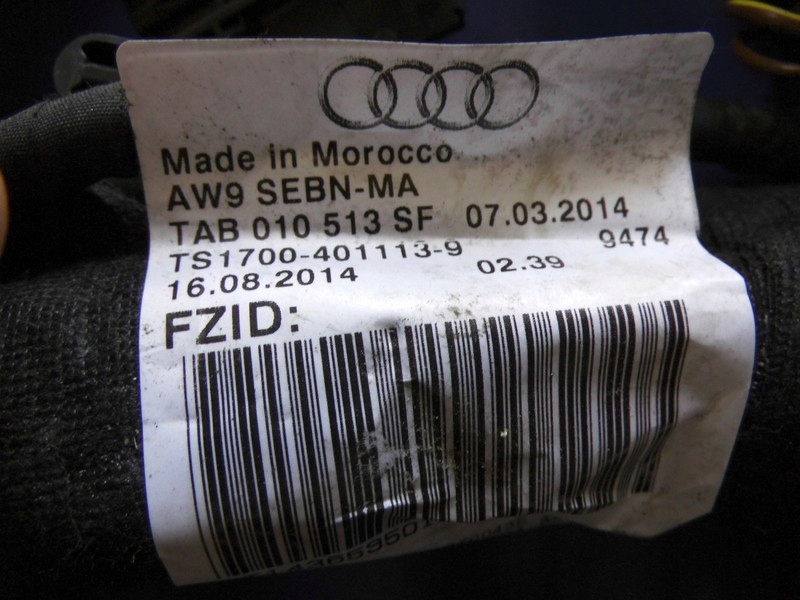 Made in Morocco
AW9 SEBN-MA
TAB 010 513 SF 07.03.2014
TS1700-401113-9 9474
16.08.2014 02.39
FZID: